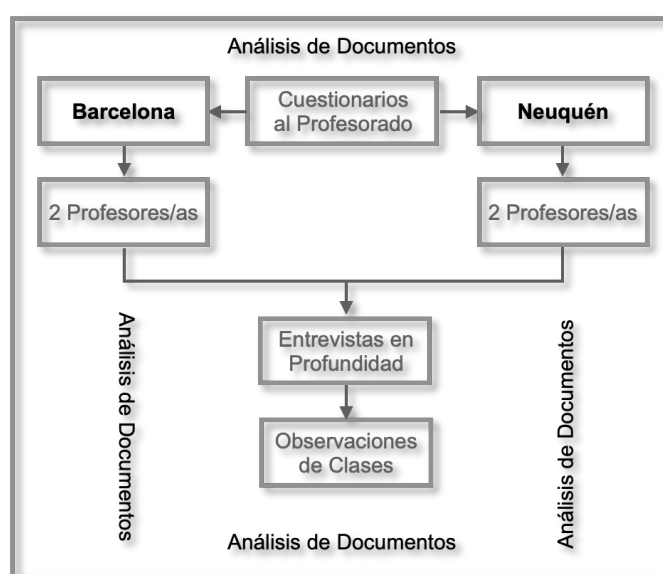 Análisis de Documentos
Barcelona
Cuestionarios
al Profesorado
Neuquén
2 Profesores/as
2 Profesores/as
Análisis de Documentos
Entrevistas en
Profundidad
Análisis de Documentos
Observaciones
de Clases
Análisis de Documentos